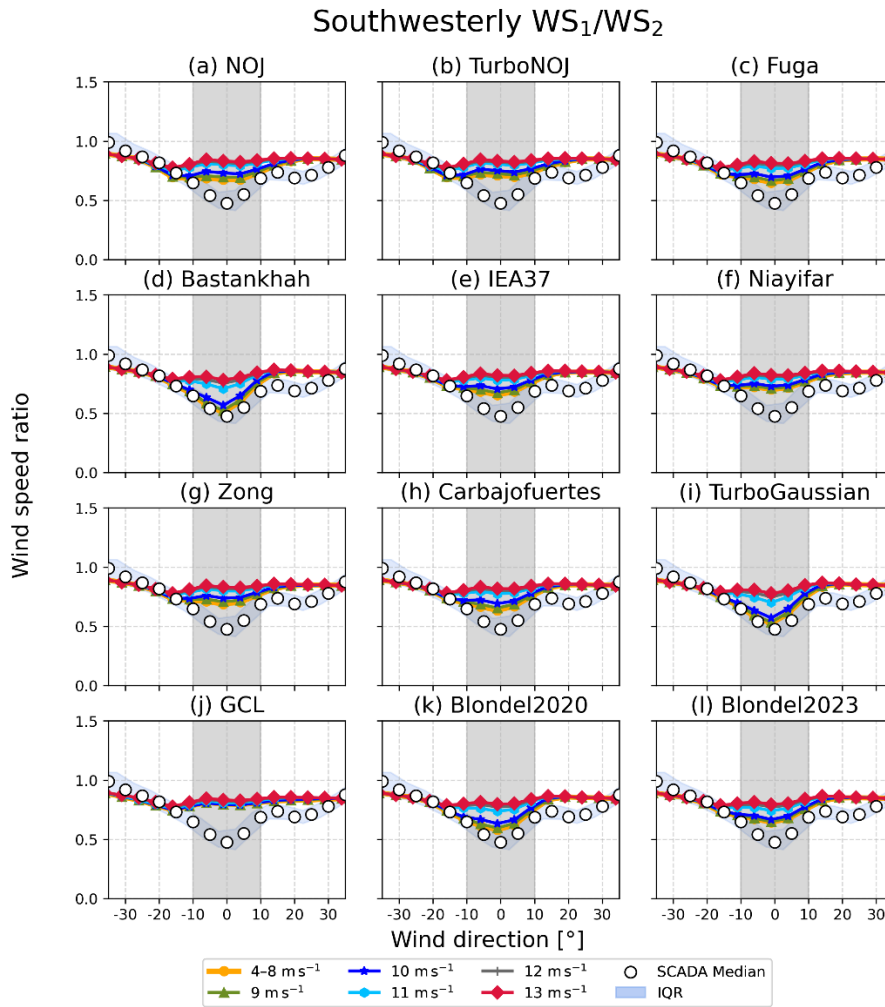 Southwesterly WS₁/WS₂
(a) NOJ
(b) TurboNOJ
(c) Fuga
1.5
1.0
0.5
0.0
(d) Bastankhah
(e) IEA37
(f) Niayifar
1.5
1.0
0.5
0.0
Wind speed ratio
(g) Zong
(h) Carbajofuertes
(i) TurboGaussian
1.5
1.0
0.5
0.0
(j) GCL
(k) Blondel2020
(l) Blondel2023
1.5
1.0
0.5
0.0
-30 -20 -10 0 10 20 30
-30 -20 -10 0 10 20 30
-30 -20 -10 0 10 20 30
Wind direction [°]
4–8 m s⁻¹
10 m s⁻¹
12 m s⁻¹
SCADA Median
9 m s⁻¹
11 m s⁻¹
13 m s⁻¹
IQR